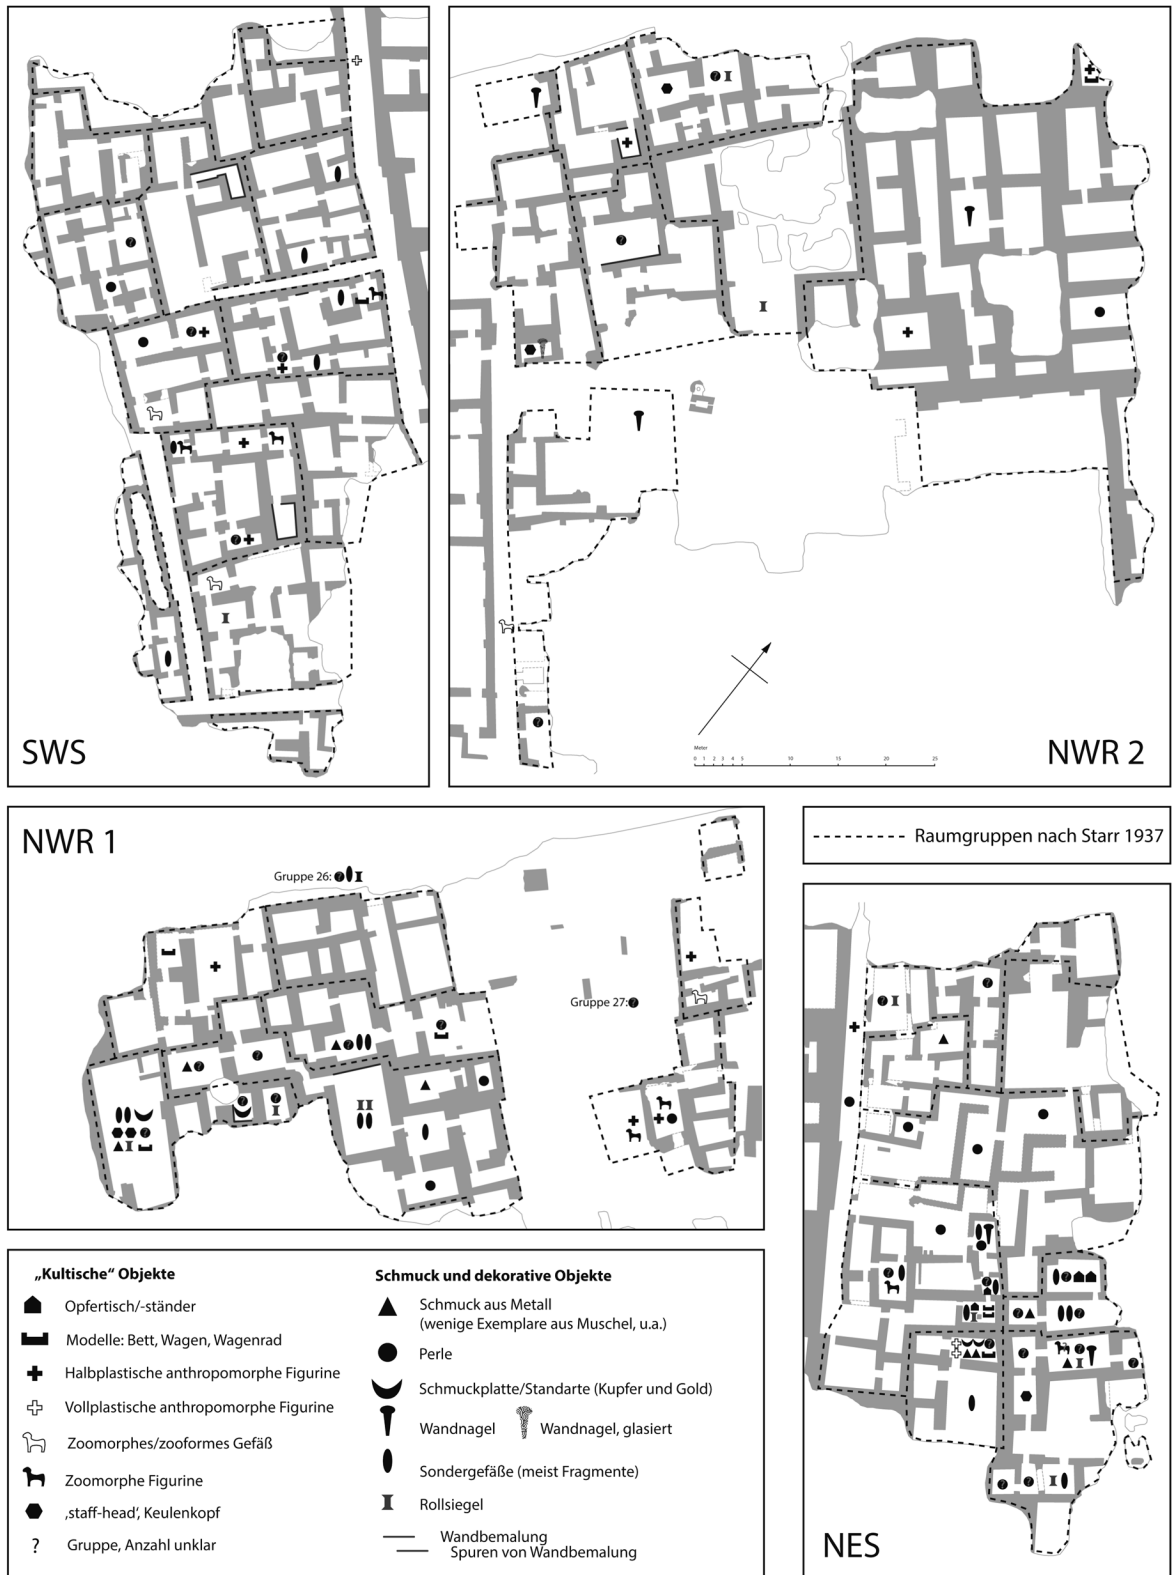 SWS
Meter
0 1 2 3 4 5 10 15 20 25
NWR 2
NWR 1
Gruppe 26:
Gruppe 27:
Raumgruppen nach Starr 1937
NES
„Kultische“ Objekte
Opfertisch/-ständer
Modelle: Bett, Wagen, Wagenrad
Halbplastische anthropomorphe Figurine
Vollplastische anthropomorphe Figurine
Zoomorphes/zooformes Gefäß
Zoomorphe Figurine
‚staff-head‘, Keulenkopf
? Gruppe, Anzahl unklar
Schmuck und dekorative Objekte
Schmuck aus Metall
(wenige Exemplare aus Muschel, u.a.)
Perle
Schmuckplatte/Standarte (Kupfer und Gold)
Wandnagel Wandnagel, glasiert
Sondergefäße (meist Fragmente)
Rollsiegel
Wandbemalung
Spuren von Wandbemalung